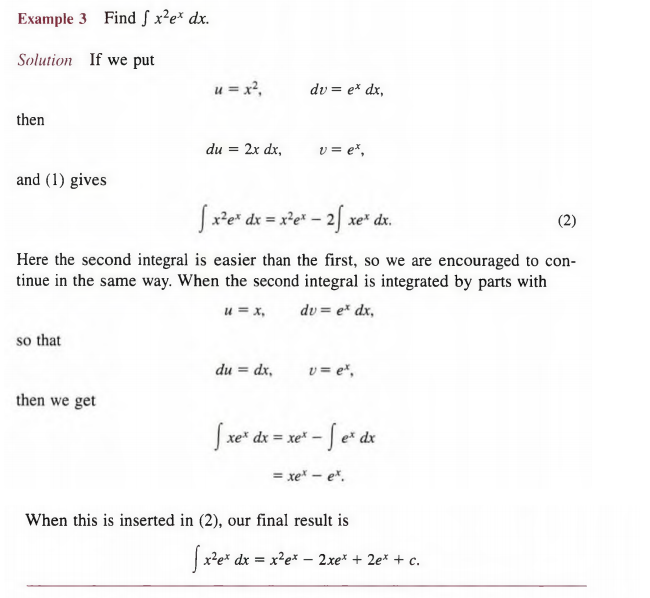 Example 3 Find ∫ x²eˣ dx.
Solution If we put
u = x², dv = eˣ dx,
then
du = 2x dx, v = eˣ,
and (1) gives
∫ x²eˣ dx = x²eˣ − 2∫ xeˣ dx. (2)
Here the second integral is easier than the first, so we are encouraged to con-
tinue in the same way. When the second integral is integrated by parts with
u = x, dv = eˣ dx,
so that
du = dx, v = eˣ,
then we get
∫ xeˣ dx = xeˣ − ∫ eˣ dx
= xeˣ − eˣ.
When this is inserted in (2), our final result is
∫ x²eˣ dx = x²eˣ − 2xeˣ + 2eˣ + c.